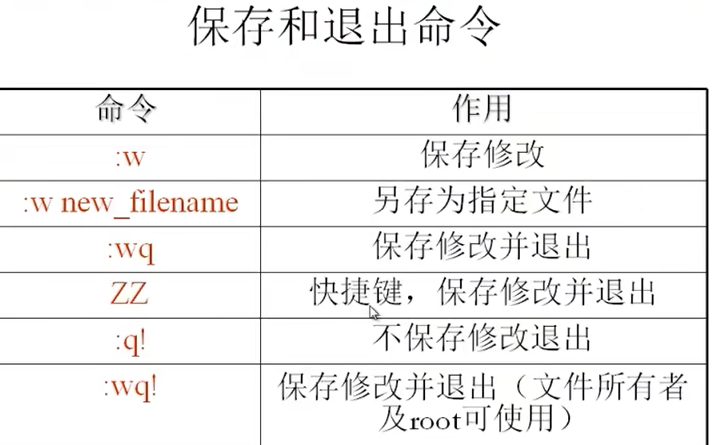 保存和退出命令
命令 作用
:w 保存修改
:w new_filename 另存为指定文件
:wq 保存修改并退出
ZZ 快捷键，保存修改并退出
:q! 不保存修改退出
:wq! 保存修改并退出（文件所有者
及root可使用）